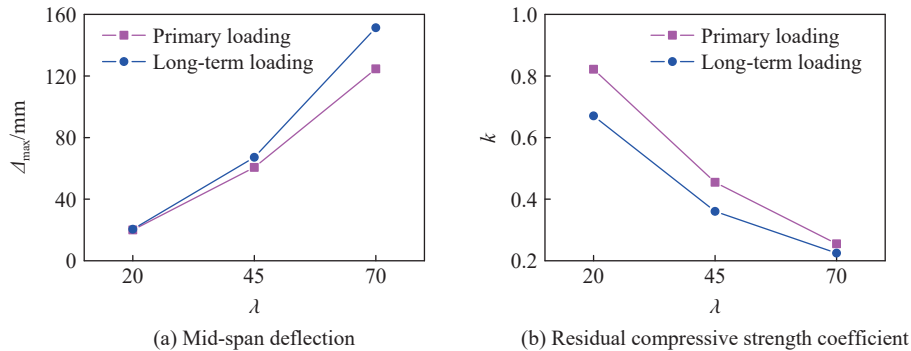 160
120
80
40
0
Δmax/mm
Primary loading
Long-term loading
20 45 70
λ
(a) Mid-span deflection
1.0
0.8
0.6
0.4
0.2
k
Primary loading
Long-term loading
20 45 70
λ
(b) Residual compressive strength coefficient